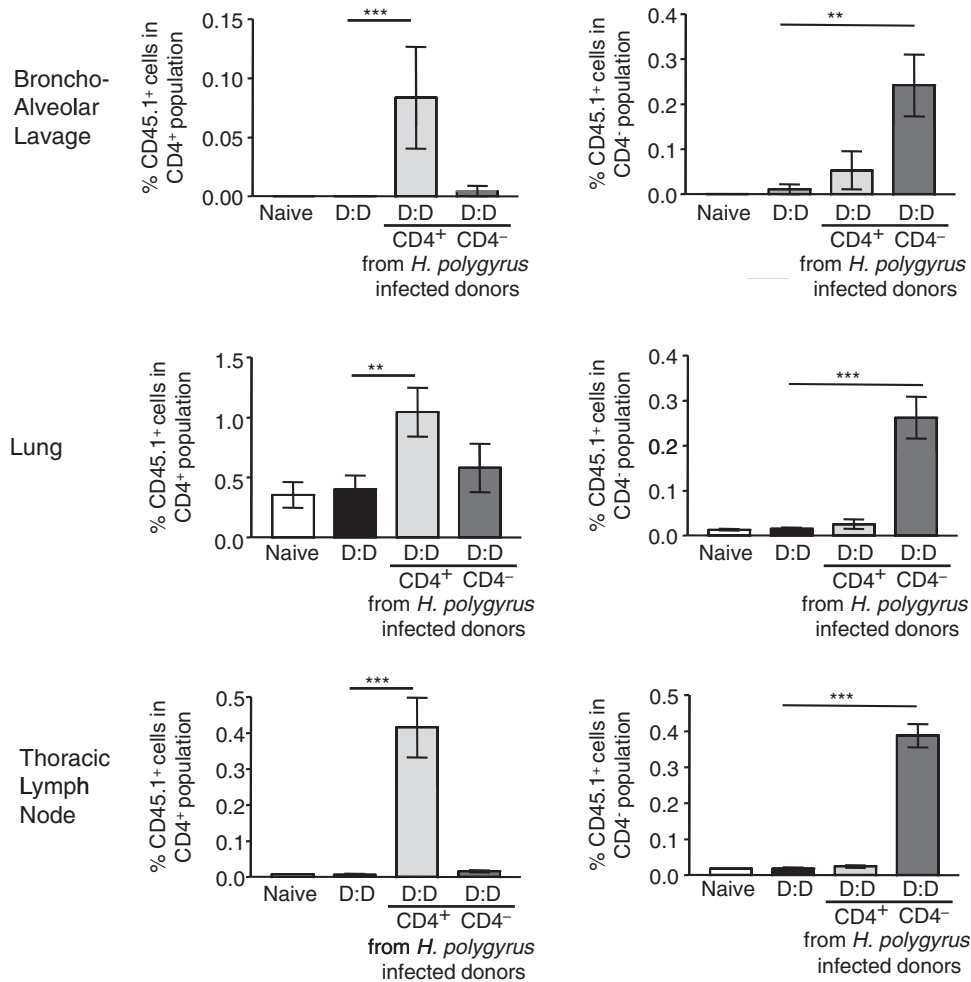 Broncho-
Alveolar
Lavage
% CD45.1⁺ cells in
CD4⁺ population
0.15
0.10
0.05
0.00
***
Naive D:D D:D D:D
CD4⁺ CD4⁻
from H. polygyrus
infected donors
% CD45.1⁺ cells in
CD4⁻ population
0.4
0.3
0.2
0.1
0.0
**
Naive D:D D:D D:D
CD4⁺ CD4⁻
from H. polygyrus
infected donors
Lung
% CD45.1⁺ cells in
CD4⁺ population
1.5
1.0
0.5
0.0
**
Naive D:D D:D D:D
CD4⁺ CD4⁻
from H. polygyrus
infected donors
% CD45.1⁺ cells in
CD4⁻ population
0.4
0.3
0.2
0.1
0.0
***
Naive D:D D:D D:D
CD4⁺ CD4⁻
from H. polygyrus
infected donors
Thoracic
Lymph
Node
% CD45.1⁺ cells in
CD4⁺ population
0.5
0.4
0.3
0.2
0.1
0.0
***
Naive D:D D:D D:D
CD4⁺ CD4⁻
from H. polygyrus
infected donors
% CD45.1⁺ cells in
CD4⁻ population
0.5
0.4
0.3
0.2
0.1
0.0
***
Naive D:D D:D D:D
CD4⁺ CD4⁻
from H. polygyrus
infected donors